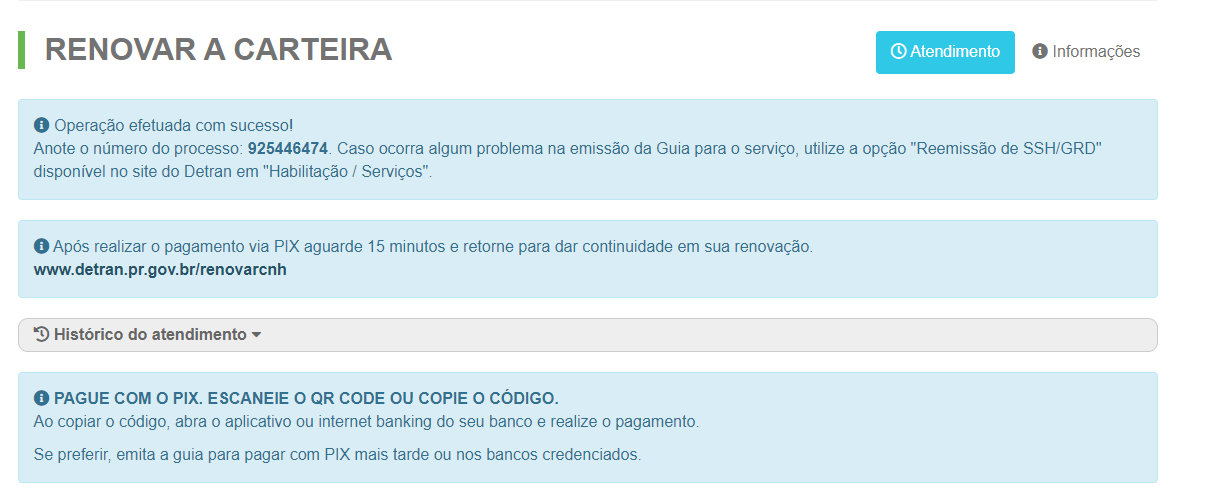 RENOVAR A CARTEIRA
Atendimento
Informações
Operação efetuada com sucesso!
Anote o número do processo: 925446474. Caso ocorra algum problema na emissão da Guia para o serviço, utilize a opção "Reemissão de SSH/GRD"
disponível no site do Detran em "Habilitação / Serviços".
Após realizar o pagamento via PIX aguarde 15 minutos e retorne para dar continuidade em sua renovação.
www.detran.pr.gov.br/renovarcnh
Histórico do atendimento
PAGUE COM O PIX. ESCANEIE O QR CODE OU COPIE O CÓDIGO.
Ao copiar o código, abra o aplicativo ou internet banking do seu banco e realize o pagamento.
Se preferir, emita a guia para pagar com PIX mais tarde ou nos bancos credenciados.